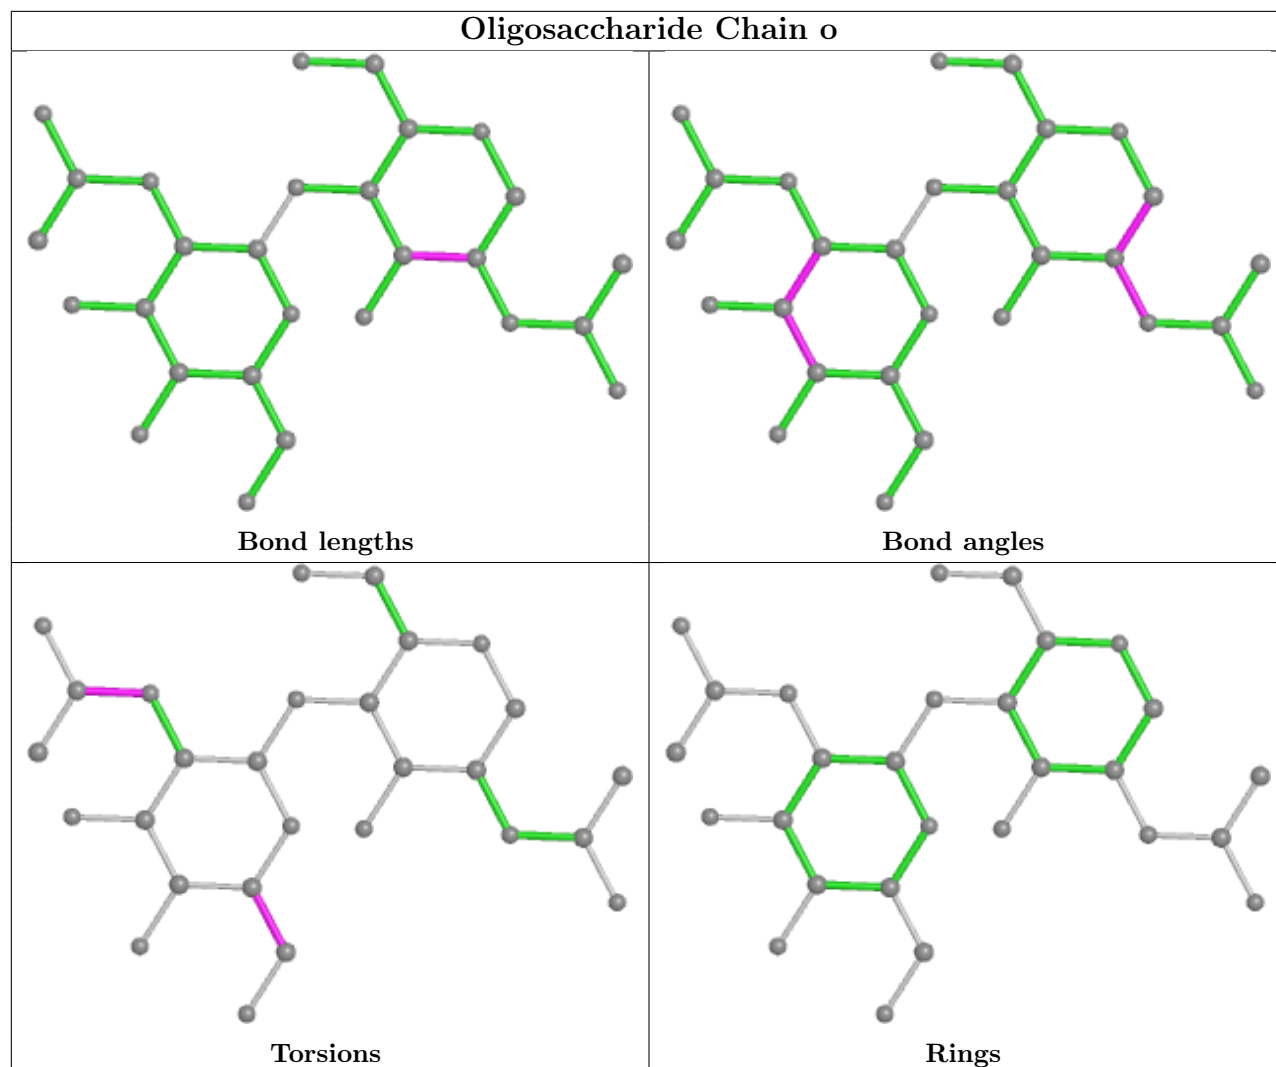 Oligosaccharide Chain o
Bond lengths
Bond angles
Torsions
Rings